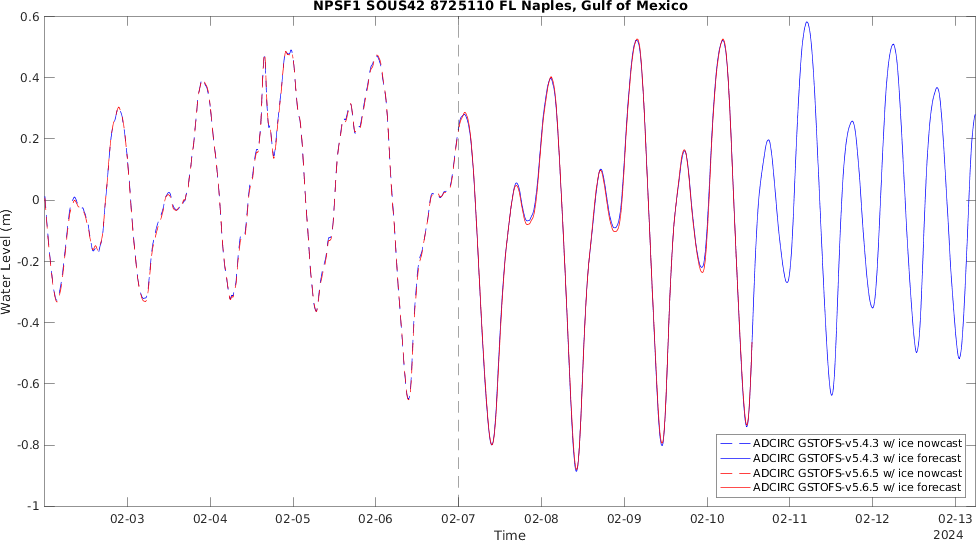 NPSF1 SOUS42 8725110 FL Naples, Gulf of Mexico
0.6
0.4
0.2
0
-0.2
-0.4
-0.6
-0.8
-1
Water Level (m)
ADCIRC GSTOFS-v5.4.3 w/ ice nowcast
ADCIRC GSTOFS-v5.4.3 w/ ice forecast
ADCIRC GSTOFS-v5.6.5 w/ ice nowcast
ADCIRC GSTOFS-v5.6.5 w/ ice forecast
02-03 02-04 02-05 02-06 02-07 02-08 02-09 02-10 02-11 02-12 02-13
Time 2024